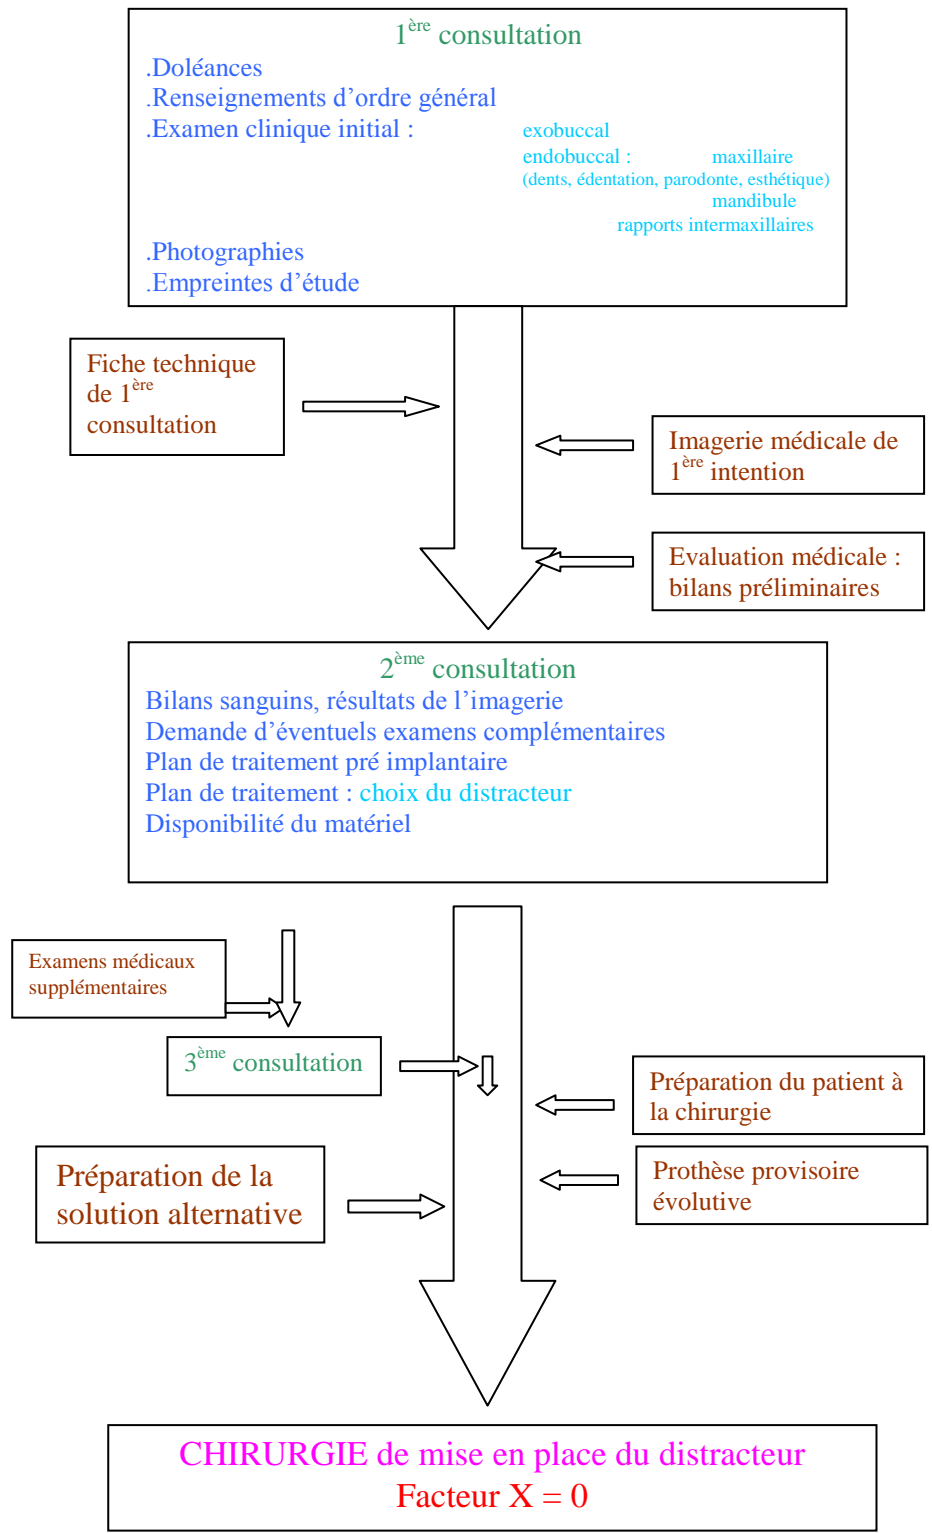 1ère consultation
.Doléances
.Renseignements d’ordre général
.Examen clinique initial : exobuccal
endobuccal : maxillaire
(dents, édentation, parodonte, esthétique)
mandibule
rapports intermaxillaires
.Photographies
.Empreintes d’étude
Fiche technique
de 1ère
consultation
Imagerie médicale de
1ère intention
Evaluation médicale :
bilans préliminaires
2ème consultation
Bilans sanguins, résultats de l’imagerie
Demande d’éventuels examens complémentaires
Plan de traitement pré implantaire
Plan de traitement : choix du distracteur
Disponibilité du matériel
Examens médicaux
supplémentaires
3ème consultation
Préparation du patient à
la chirurgie
Préparation de la
solution alternative
Prothèse provisoire
évolutive
CHIRURGIE de mise en place du distracteur
Facteur X = 0